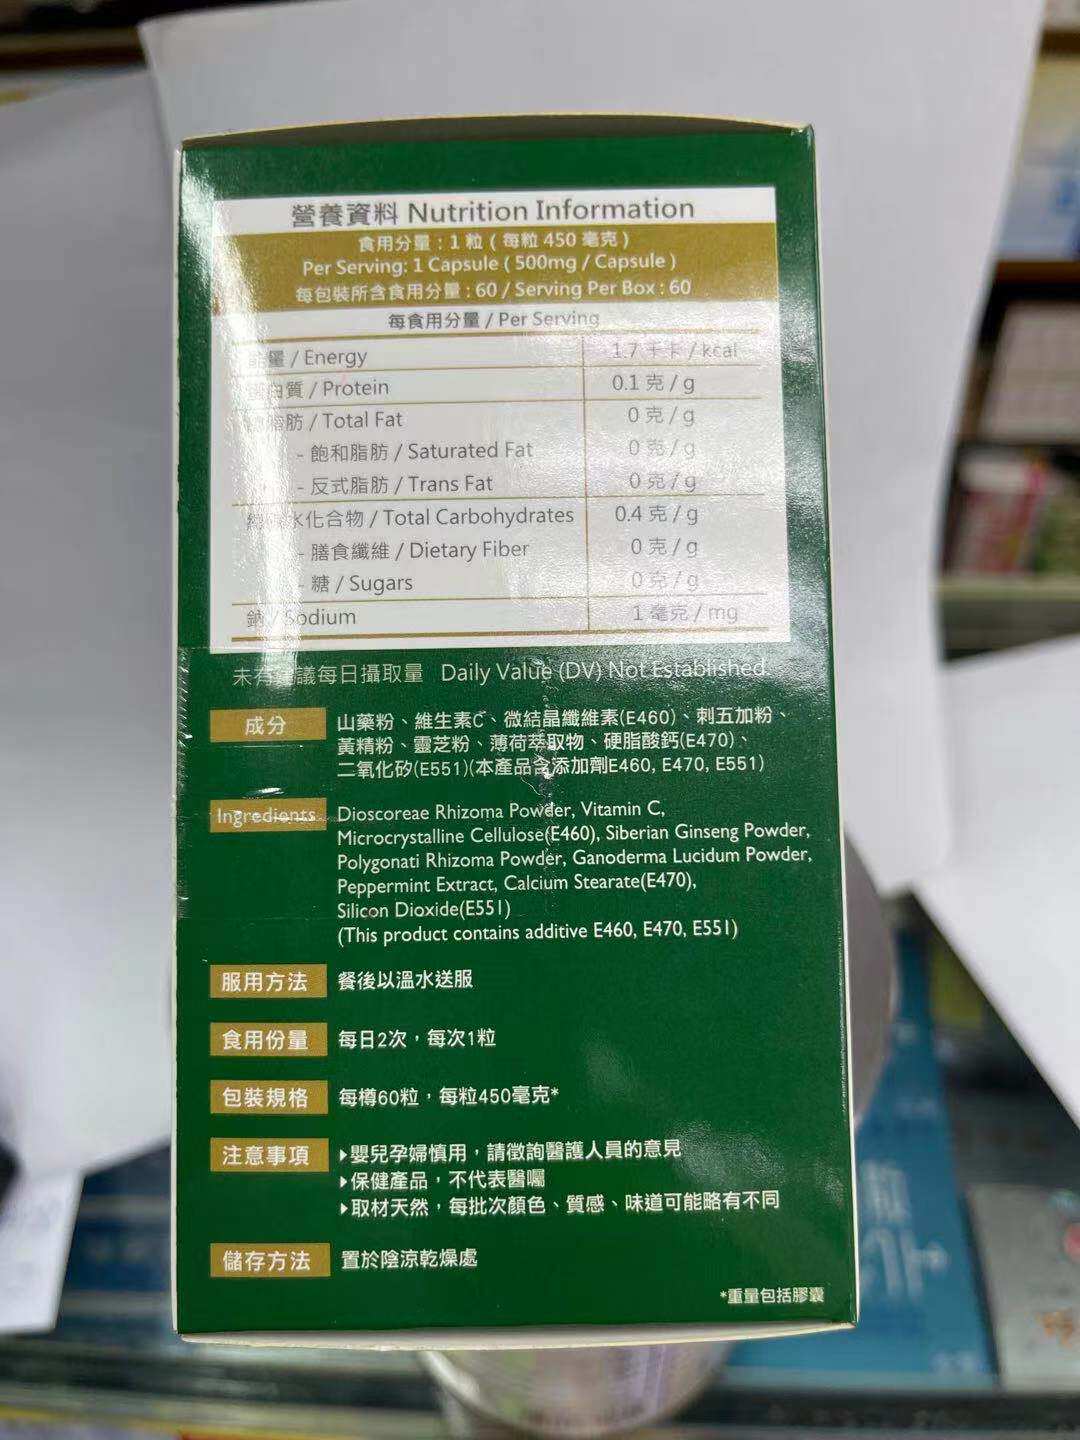 營養資料 Nutrition Information
食用分量：1 粒 ( 每粒 450 毫克 )
Per Serving: 1 Capsule ( 500mg / Capsule )
每包裝所含食用分量 : 60 / Serving Per Box : 60
每食用分量 / Per Serving
量 / Energy 1.7 千卡 / kcal
白質 / Protein 0.1 克 / g
脂肪 / Total Fat 0 克 / g
- 飽和脂肪 / Saturated Fat 0 克 / g
- 反式脂肪 / Trans Fat 0 克 / g
水化合物 / Total Carbohydrates 0.4 克 / g
- 膳食纖維 / Dietary Fiber 0 克 / g
- 糖 / Sugars 0 克 / g
鈉 / Sodium 1 毫克 / mg
未有建議每日攝取量 Daily Value (DV) Not Established
成分 山藥粉、維生素C、微結晶纖維素(E460)、刺五加粉、
黃精粉、靈芝粉、薄荷萃取物、硬脂酸鈣(E470)、
二氧化矽(E551)(本產品含添加劑E460, E470, E551)
Ingredients Dioscoreae Rhizoma Powder, Vitamin C,
Microcrystalline Cellulose(E460), Siberian Ginseng Powder,
Polygonati Rhizoma Powder, Ganoderma Lucidum Powder,
Peppermint Extract, Calcium Stearate(E470),
Silicon Dioxide(E551)
(This product contains additive E460, E470, E551)
服用方法 餐後以溫水送服
食用份量 每日2次，每次1粒
包裝規格 每樽60粒，每粒450毫克*
注意事項 ▸嬰兒孕婦慎用，請徵詢醫護人員的意見
▸保健產品，不代表醫囑
▸取材天然，每批次顏色、質感、味道可能略有不同
儲存方法 置於陰涼乾燥處
*重量包括膠囊